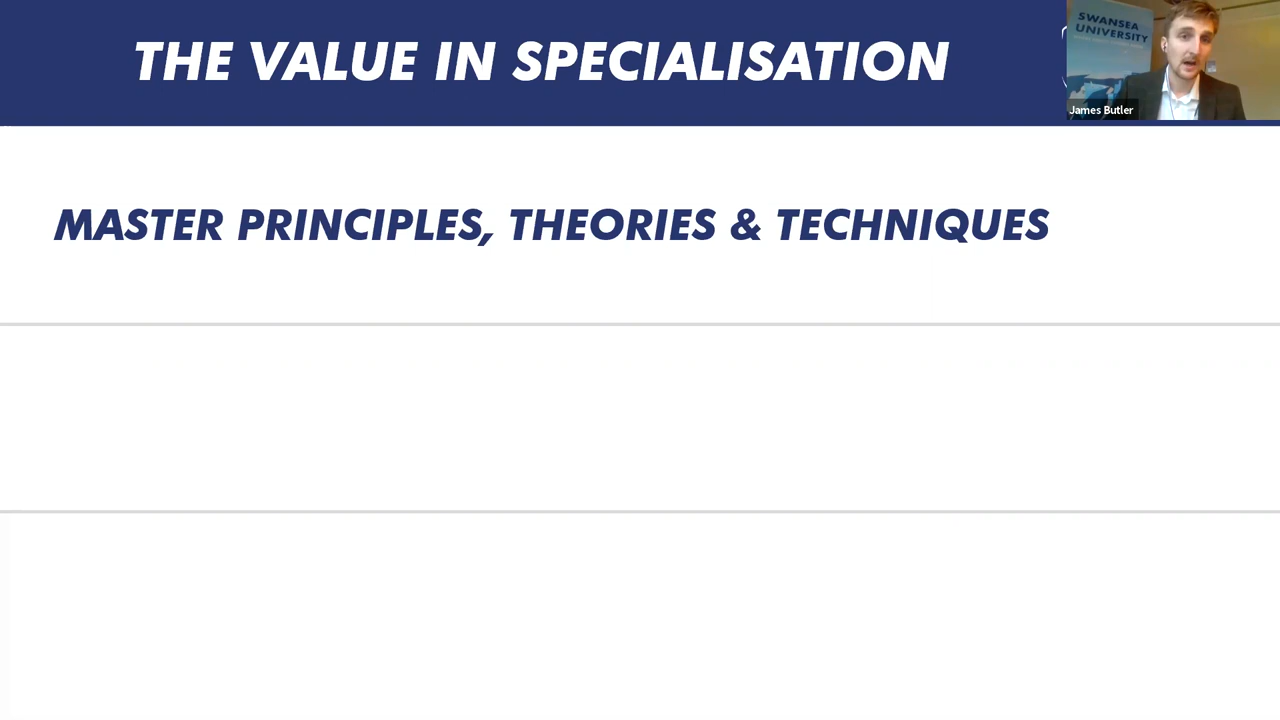 THE VALUE IN SPECIALISATION
SWANSEA
UNIVERSITY
James Butler
MASTER PRINCIPLES, THEORIES & TECHNIQUES